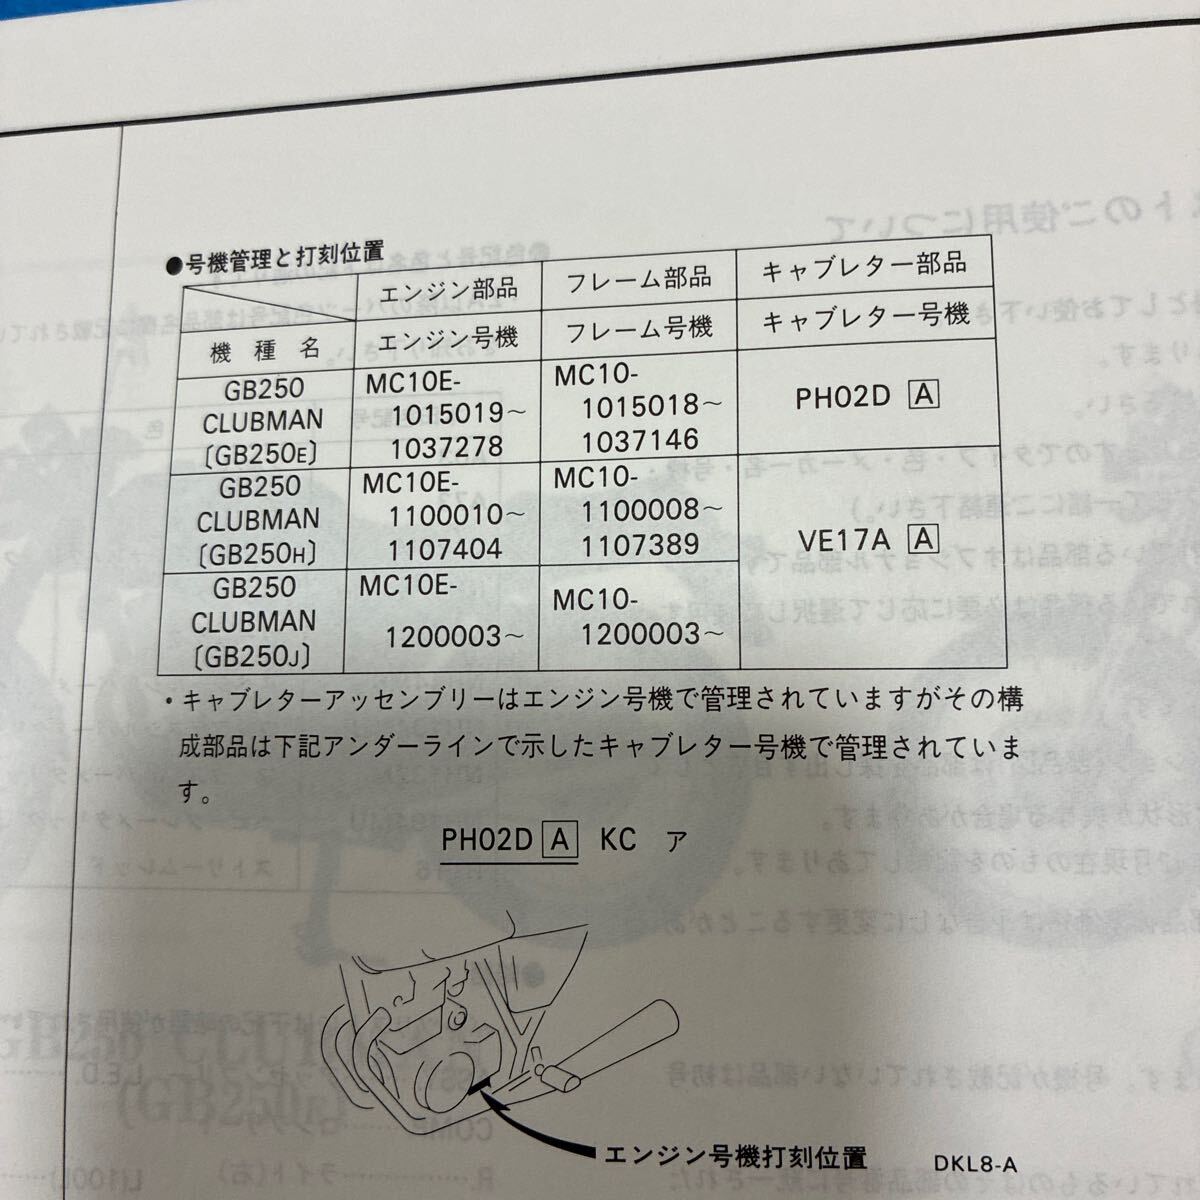 ●号機管理と打刻位置
エンジン部品 フレーム部品 キャブレター部品
機種名 エンジン号機 フレーム号機 キャブレター号機
GB250 MC10E- MC10-
CLUBMAN 1015019～ 1015018～ PH02D A
〔GB250E〕 1037278 1037146
GB250 MC10E- MC10-
CLUBMAN 1100010～ 1100008～
〔GB250H〕 1107404 1107389 VE17A A
GB250 MC10E- MC10-
CLUBMAN 1200003～ 1200003～
〔GB250J〕
・キャブレターアッセンブリーはエンジン号機で管理されていますがその構
成部品は下記アンダーラインで示したキャブレター号機で管理されていま
す。
PH02D A KC ア
エンジン号機打刻位置
DKL8-A